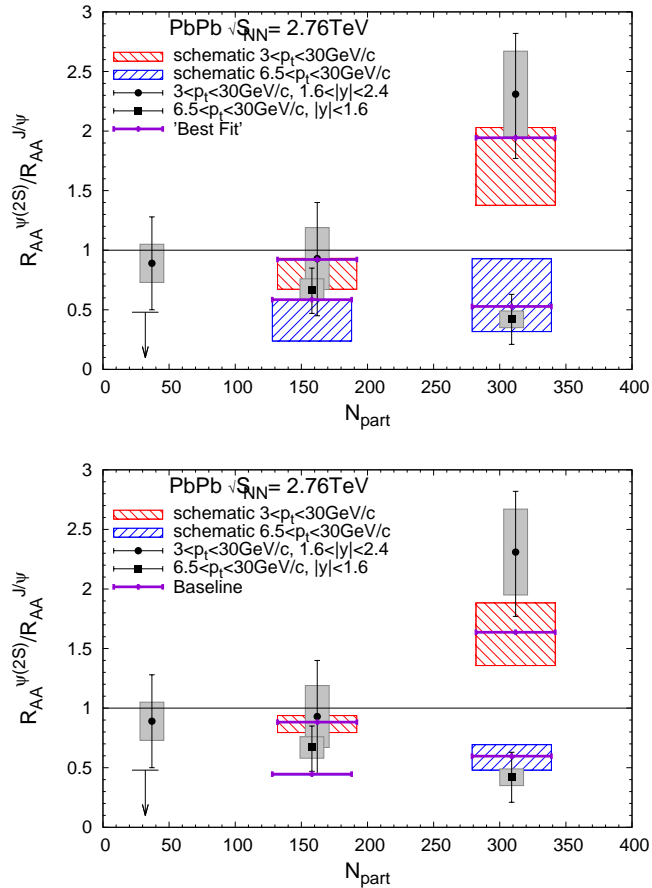 PbPb √S_NN= 2.76TeV
schematic 3<p_t<30GeV/c
schematic 6.5<p_t<30GeV/c
3<p_t<30GeV/c, 1.6<|y|<2.4
6.5<p_t<30GeV/c, |y|<1.6
'Best Fit'
R_AA^ψ(2S)/R_AA^J/ψ
3
2.5
2
1.5
1
0.5
0
0 50 100 150 200 250 300 350 400
N_part
PbPb √S_NN= 2.76TeV
schematic 3<p_t<30GeV/c
schematic 6.5<p_t<30GeV/c
3<p_t<30GeV/c, 1.6<|y|<2.4
6.5<p_t<30GeV/c, |y|<1.6
Baseline
R_AA^ψ(2S)/R_AA^J/ψ
3
2.5
2
1.5
1
0.5
0
0 50 100 150 200 250 300 350 400
N_part